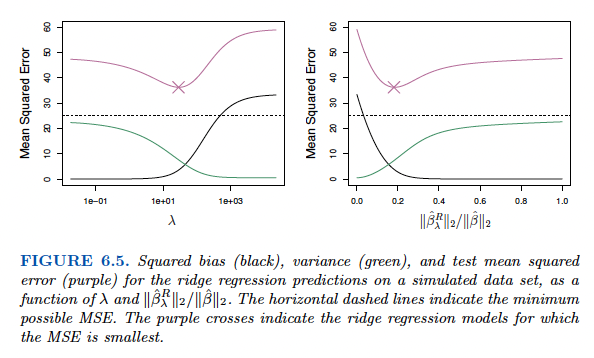 Mean Squared Error
0 10 20 30 40 50 60
1e−01 1e+01 1e+03
λ
Mean Squared Error
0 10 20 30 40 50 60
0.0 0.2 0.4 0.6 0.8 1.0
‖β̂λᴿ‖₂/‖β̂‖₂
FIGURE 6.5. Squared bias (black), variance (green), and test mean squared
error (purple) for the ridge regression predictions on a simulated data set, as a
function of λ and ‖β̂λᴿ‖₂/‖β̂‖₂. The horizontal dashed lines indicate the minimum
possible MSE. The purple crosses indicate the ridge regression models for which
the MSE is smallest.